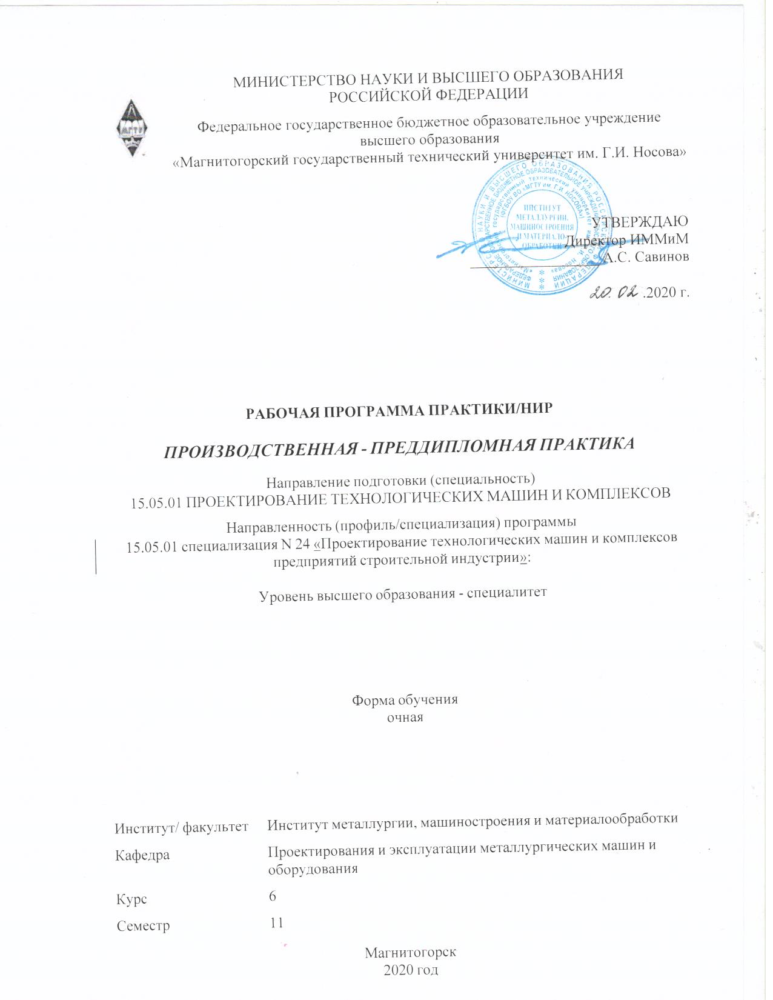 МИНИСТЕРСТВО НАУКИ И ВЫСШЕГО ОБРАЗОВАНИЯ
РОССИЙСКОЙ ФЕДЕРАЦИИ
МГТУ
Федеральное государственное бюджетное образовательное учреждение
высшего образования
«Магнитогорский государственный технический университет им. Г.И. Носова»
ИНСТИТУТ
МЕТАЛЛУРГИИ,
МАШИНОСТРОЕНИЯ
И МАТЕРИАЛО-
ОБРАБОТКИ
УТВЕРЖДАЮ
Директор ИММиМ
А.С. Савинов
20.02.2020 г.
РАБОЧАЯ ПРОГРАММА ПРАКТИКИ/НИР
ПРОИЗВОДСТВЕННАЯ - ПРЕДДИПЛОМНАЯ ПРАКТИКА
Направление подготовки (специальность)
15.05.01 ПРОЕКТИРОВАНИЕ ТЕХНОЛОГИЧЕСКИХ МАШИН И КОМПЛЕКСОВ
Направленность (профиль/специализация) программы
15.05.01 специализация N 24 «Проектирование технологических машин и комплексов
предприятий строительной индустрии»:
Уровень высшего образования - специалитет
Форма обучения
очная
Институт/ факультет Институт металлургии, машиностроения и материалообработки
Кафедра Проектирования и эксплуатации металлургических машин и
оборудования
Курс 6
Семестр 11
Магнитогорск
2020 год